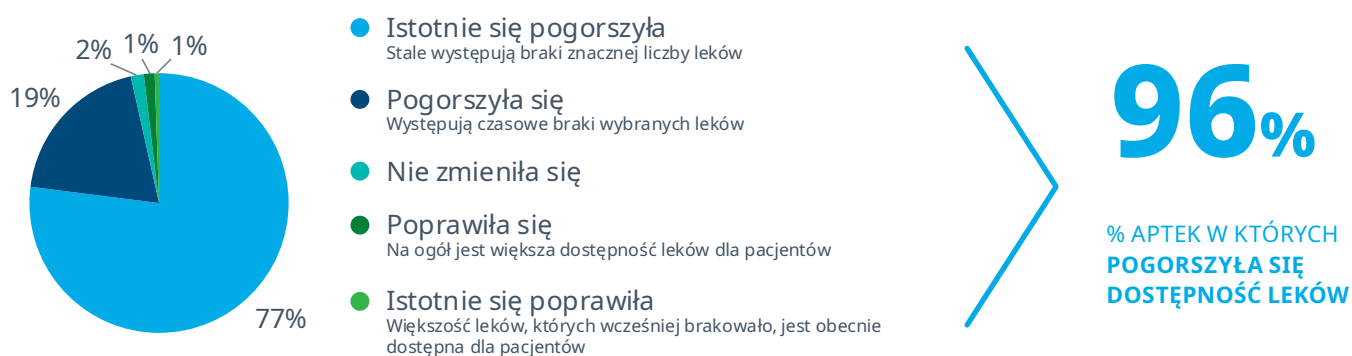 2%
1%
1%
19%
77%
Istotnie się pogorszyła
Stale występują braki znacznej liczby leków
Pogorszyła się
Występują czasowe braki wybranych leków
Nie zmieniła się
Poprawiła się
Na ogół jest większa dostępność leków dla pacjentów
Istotnie się poprawiła
Większość leków, których wcześniej brakowało, jest obecnie
dostępna dla pacjentów
96%
% APTEK W KTÓRYCH
POGORSZYŁA SIĘ
DOSTĘPNOŚĆ LEKÓW